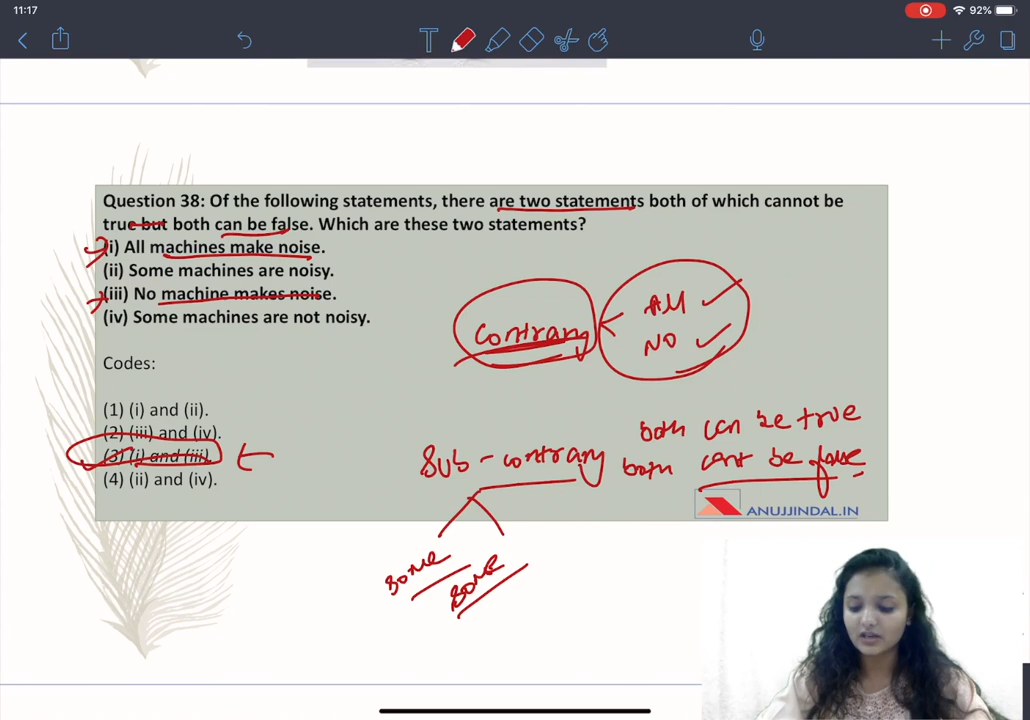 11:17
92%
T
Question 38: Of the following statements, there are two statements both of which cannot be
true but both can be false. Which are these two statements?
(i) All machines make noise.
(ii) Some machines are noisy.
(iii) No machine makes noise.
(iv) Some machines are not noisy.
Codes:
(1) (i) and (ii).
(2) (iii) and (iv).
(3) (i) and (iii).
(4) (ii) and (iv).
Contrary
All
NO
Sub-contrary
both can be true
both cant be false
some
some
ANUJJINDAL.IN